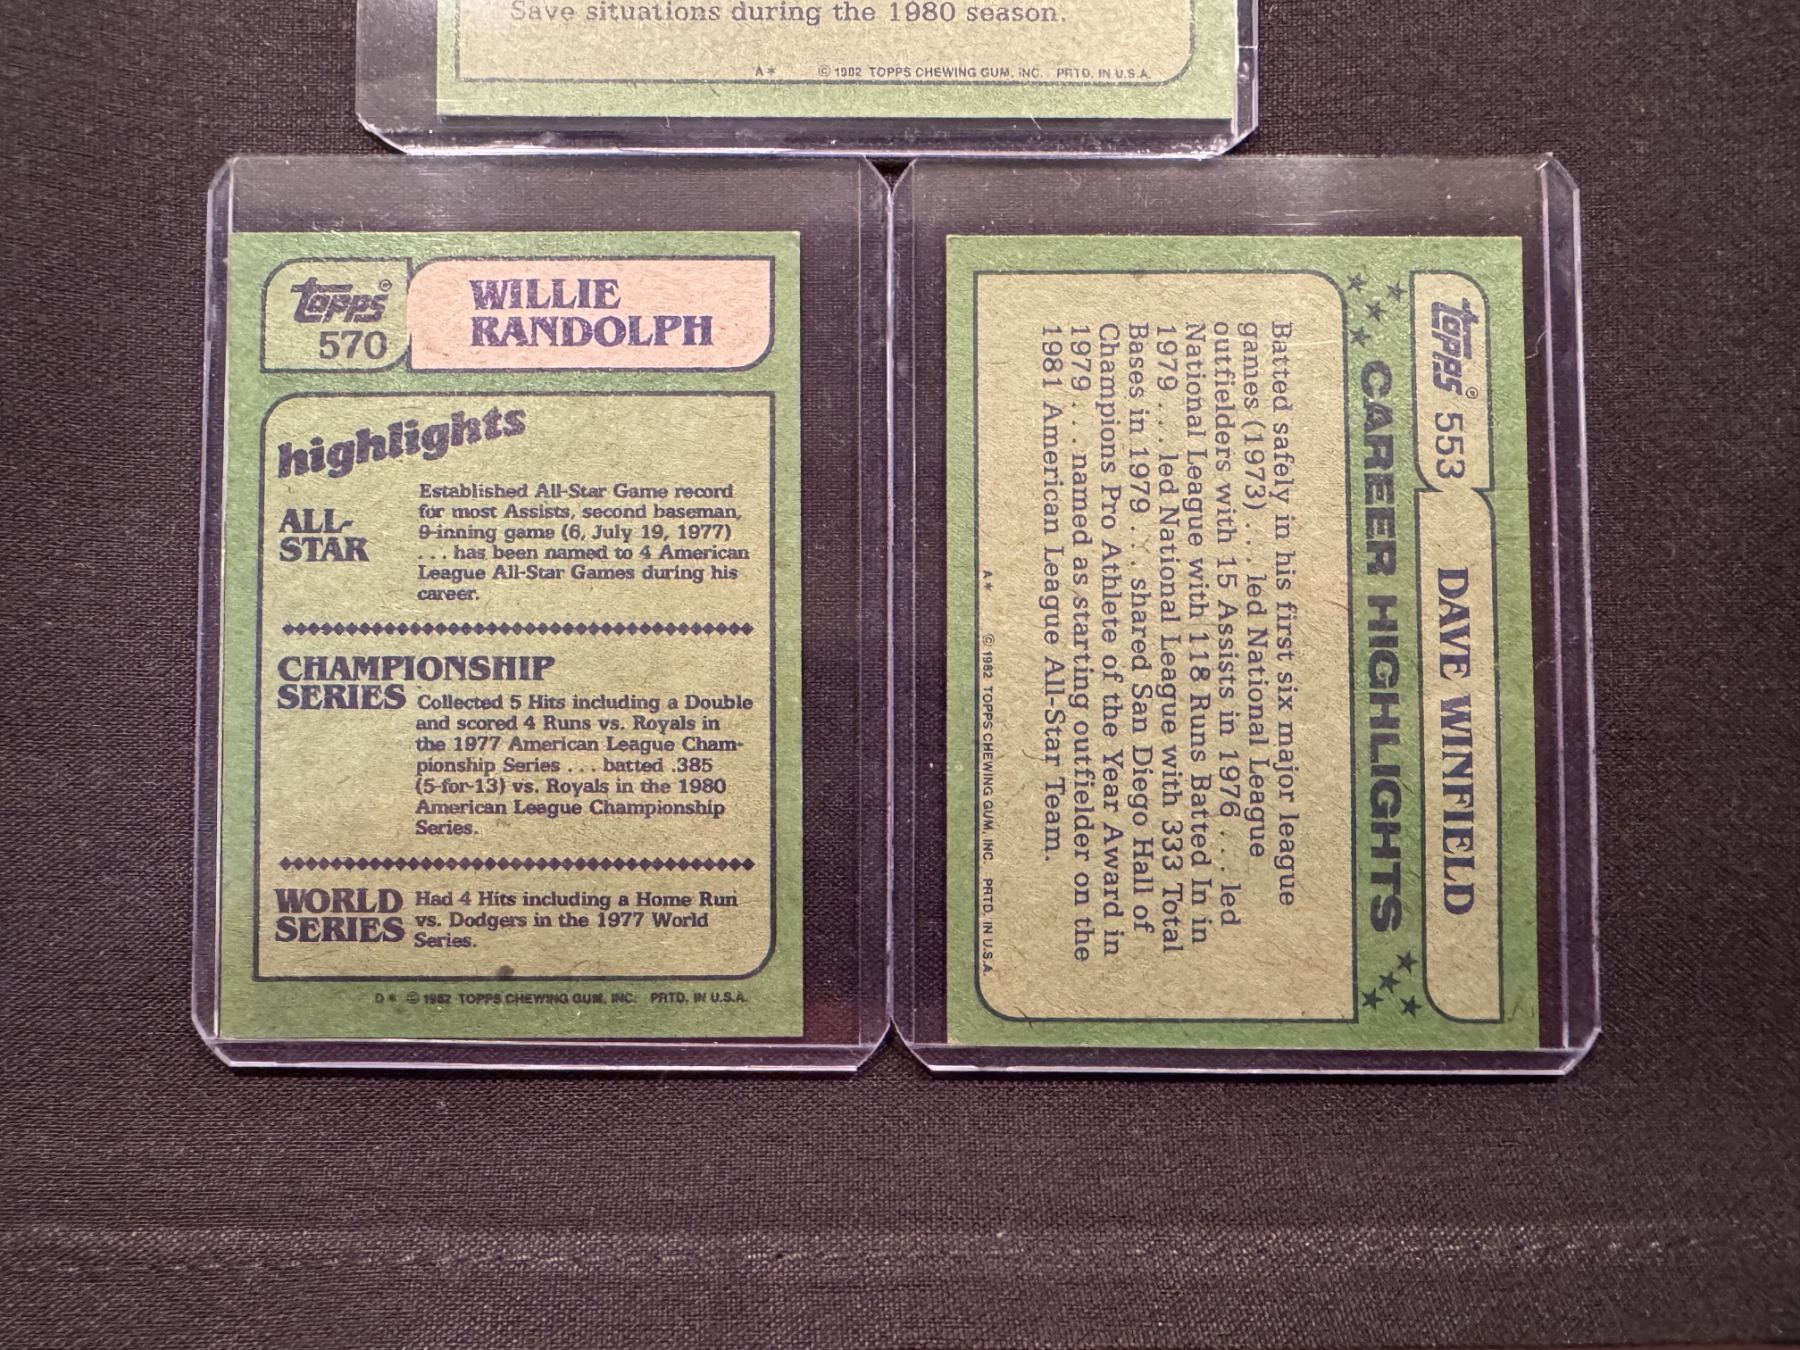 Save situations during the 1980 season.
A* © 1982 TOPPS CHEWING GUM, INC. PRTD. IN U.S.A.
topps©
570
WILLIE
RANDOLPH
highlights
ALL-
STAR
Established All-Star Game record
for most Assists, second baseman,
9-inning game (6, July 19, 1977)
. . . has been named to 4 American
League All-Star Games during his
career.
CHAMPIONSHIP
SERIES
Collected 5 Hits including a Double
and scored 4 Runs vs. Royals in
the 1977 American League Cham-
pionship Series . . . batted .385
(5-for-13) vs. Royals in the 1980
American League Championship
Series.
WORLD
SERIES
Had 4 Hits including a Home Run
vs. Dodgers in the 1977 World
Series.
D* © 1982 TOPPS CHEWING GUM, INC. PRTD. IN U.S.A.
topps© 553
DAVE WINFIELD
CAREER HIGHLIGHTS
Batted safely in his first six major league
games (1973) . . . led National League
outfielders with 15 Assists in 1976 . . . led
National League with 118 Runs Batted In in
1979 . . . led National League with 333 Total
Bases in 1979 . . . shared San Diego Hall of
Champions Pro Athlete of the Year Award in
1979 . . . named as starting outfielder on the
1981 American League All-Star Team.
A* © 1982 TOPPS CHEWING GUM, INC. PRTD. IN U.S.A.